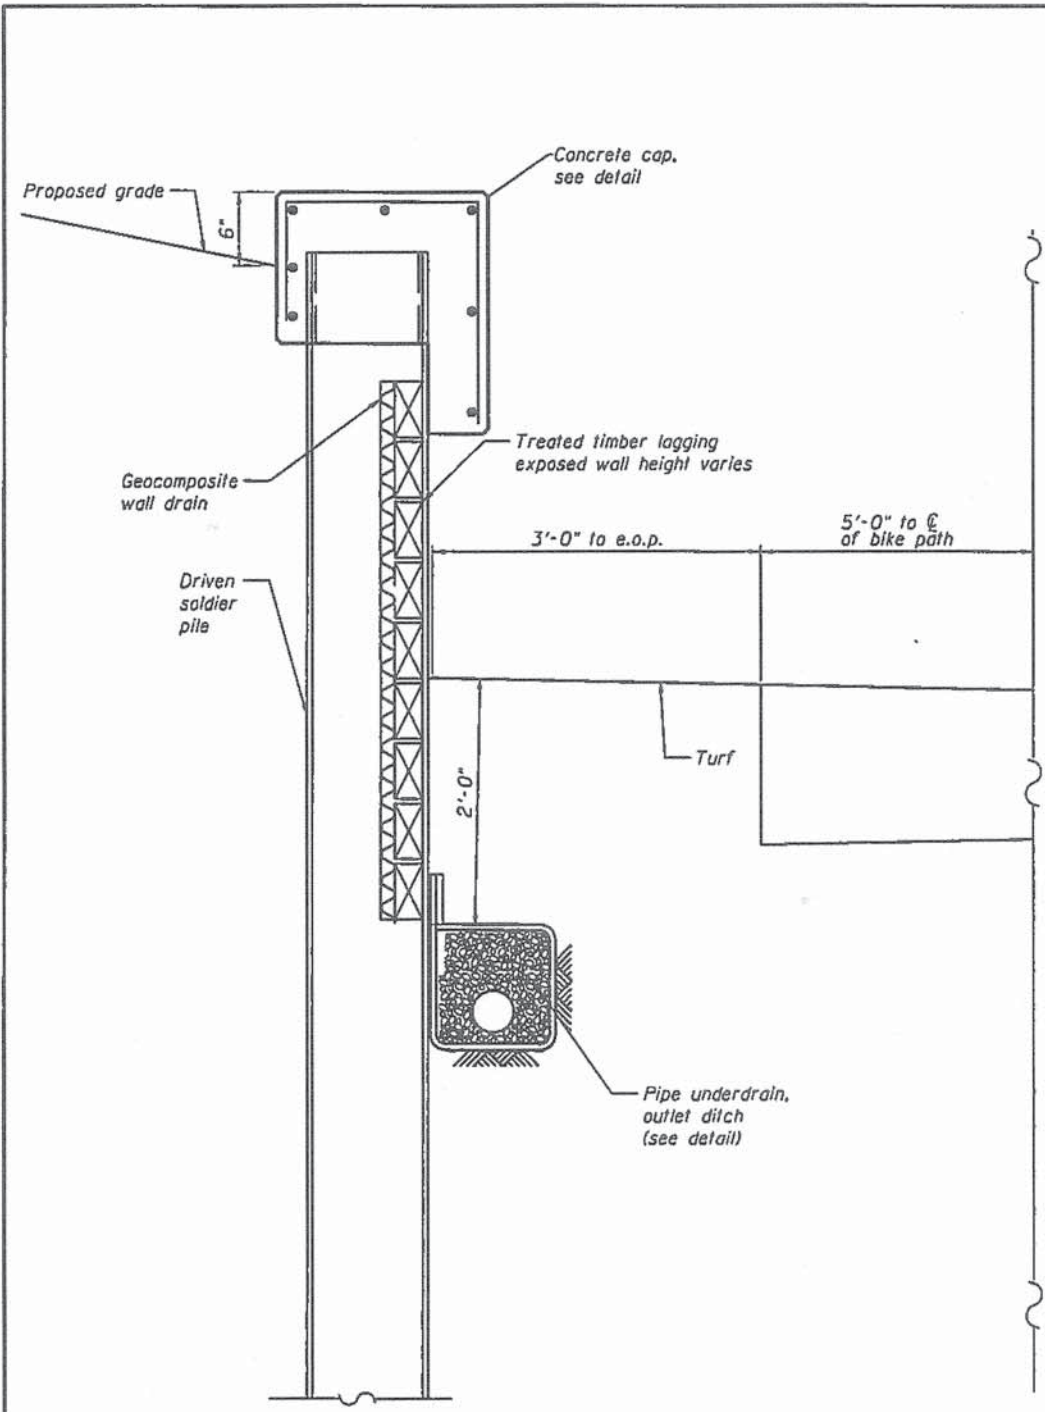 Concrete cap,
see detail
Proposed grade
6"
Treated timber lagging
exposed wall height varies
Geocomposite
wall drain
3'-0" to e.o.p.
5'-0" to ℄
of bike path
Driven
soldier
pile
Turf
2'-0"
Pipe underdrain,
outlet ditch
(see detail)